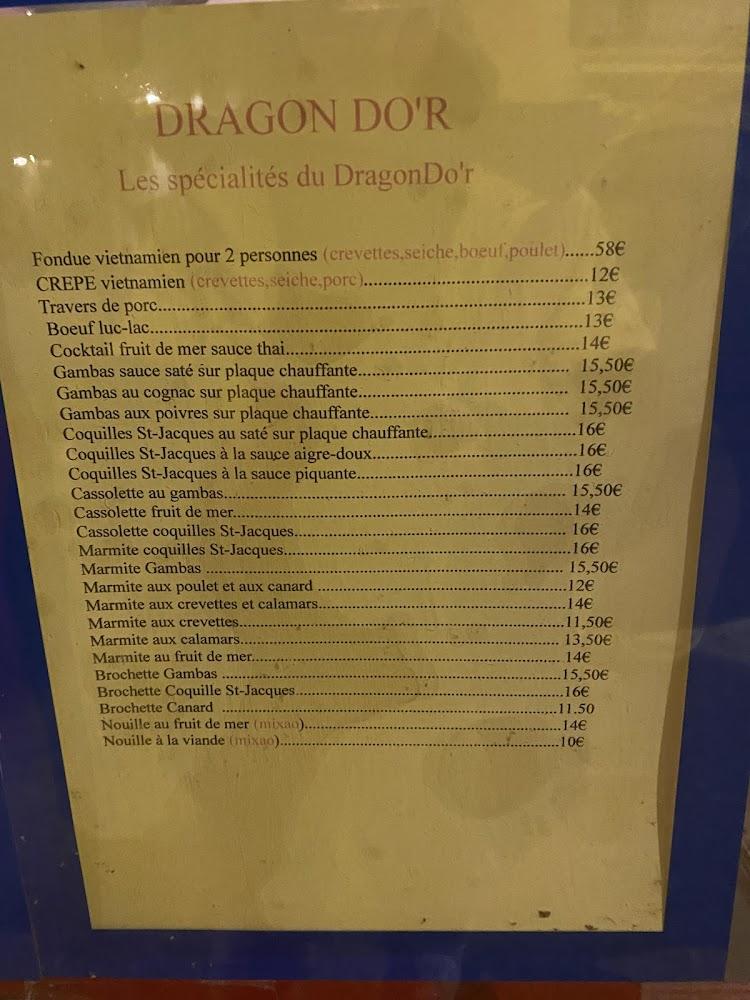 DRAGON DO'R
Les spécialités du DragonDo'r
Fondue vietnamien pour 2 personnes (crevettes,seiche,boeuf,poulet)......58€
CREPE vietnamien (crevettes,seiche,porc)..........12€
Travers de porc..........13€
Boeuf luc-lac..........13€
Cocktail fruit de mer sauce thai..........14€
Gambas sauce saté sur plaque chauffante.......... 15,50€
Gambas au cognac sur plaque chauffante.......... 15,50€
Gambas aux poivres sur plaque chauffante.......... 15,50€
Coquilles St-Jacques au saté sur plaque chauffante..........16€
Coquilles St-Jacques à la sauce aigre-doux..........16€
Coquilles St-Jacques à la sauce piquante..........16€
Cassolette au gambas.......... 15,50€
Cassolette fruit de mer..........14€
Cassolette coquilles St-Jacques.......... 16€
Marmite coquilles St-Jacques..........16€
Marmite Gambas .......... 15,50€
Marmite aux poulet et aux canard ..........12€
Marmite aux crevettes et calamars..........14€
Marmite aux crevettes..........11,50€
Marmite aux calamars.......... 13,50€
Marmite au fruit de mer.......... 14€
Brochette Gambas ..........15,50€
Brochette Coquille St-Jacques..........16€
Brochette Canard ..........11.50
Nouille au fruit de mer (mixao)..........14€
Nouille à la viande (mixao)..........10€